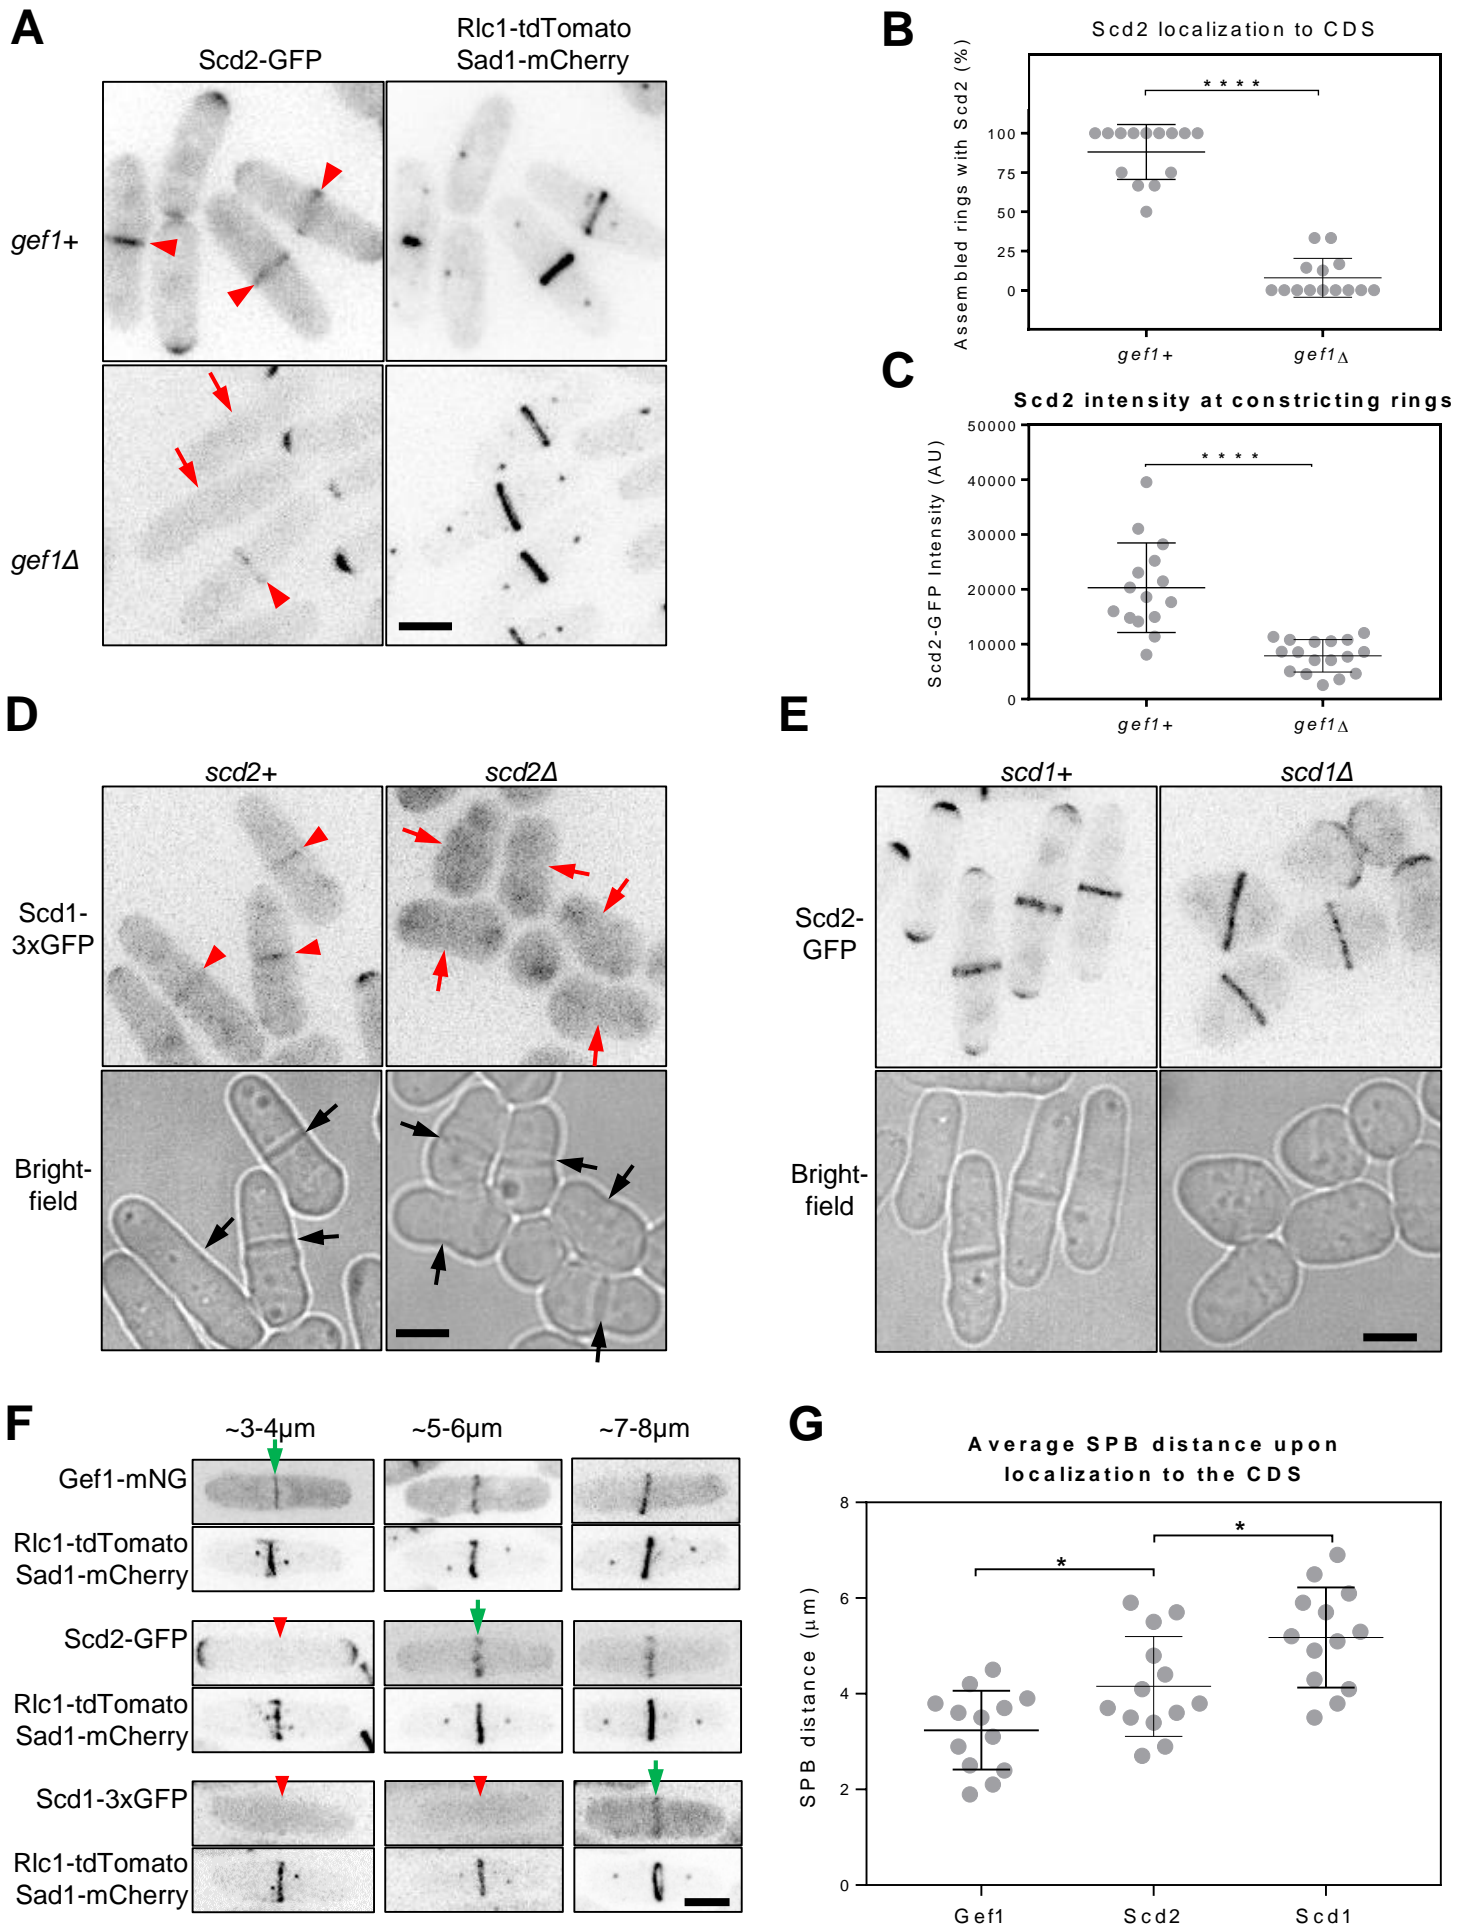 A
Scd2-GFP
Rlc1-tdTomato
Sad1-mCherry
gef1+
gef1Δ
B
Scd2 localization to CDS
Assembled rings with Scd2 (%)
* * * *
100
75
50
25
0
gef1+
gef1Δ
C
Scd2 intensity at constricting rings
Scd2-GFP Intensity (AU)
* * * *
50000
40000
30000
20000
10000
0
gef1+
gef1Δ
D
scd2+
scd2Δ
Scd1-
3xGFP
Bright-
field
E
scd1+
scd1Δ
Scd2-
GFP
Bright-
field
F
~3-4μm
~5-6μm
~7-8μm
Gef1-mNG
Rlc1-tdTomato
Sad1-mCherry
Scd2-GFP
Rlc1-tdTomato
Sad1-mCherry
Scd1-3xGFP
Rlc1-tdTomato
Sad1-mCherry
G
Average SPB distance upon
localization to the CDS
SPB distance (μm)
*
*
8
6
4
2
0
Gef1
Scd2
Scd1